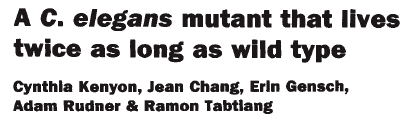 A C. elegans mutant that lives
twice as long as wild type
Cynthia Kenyon, Jean Chang, Erin Gensch,
Adam Rudner & Ramon Tabtiang